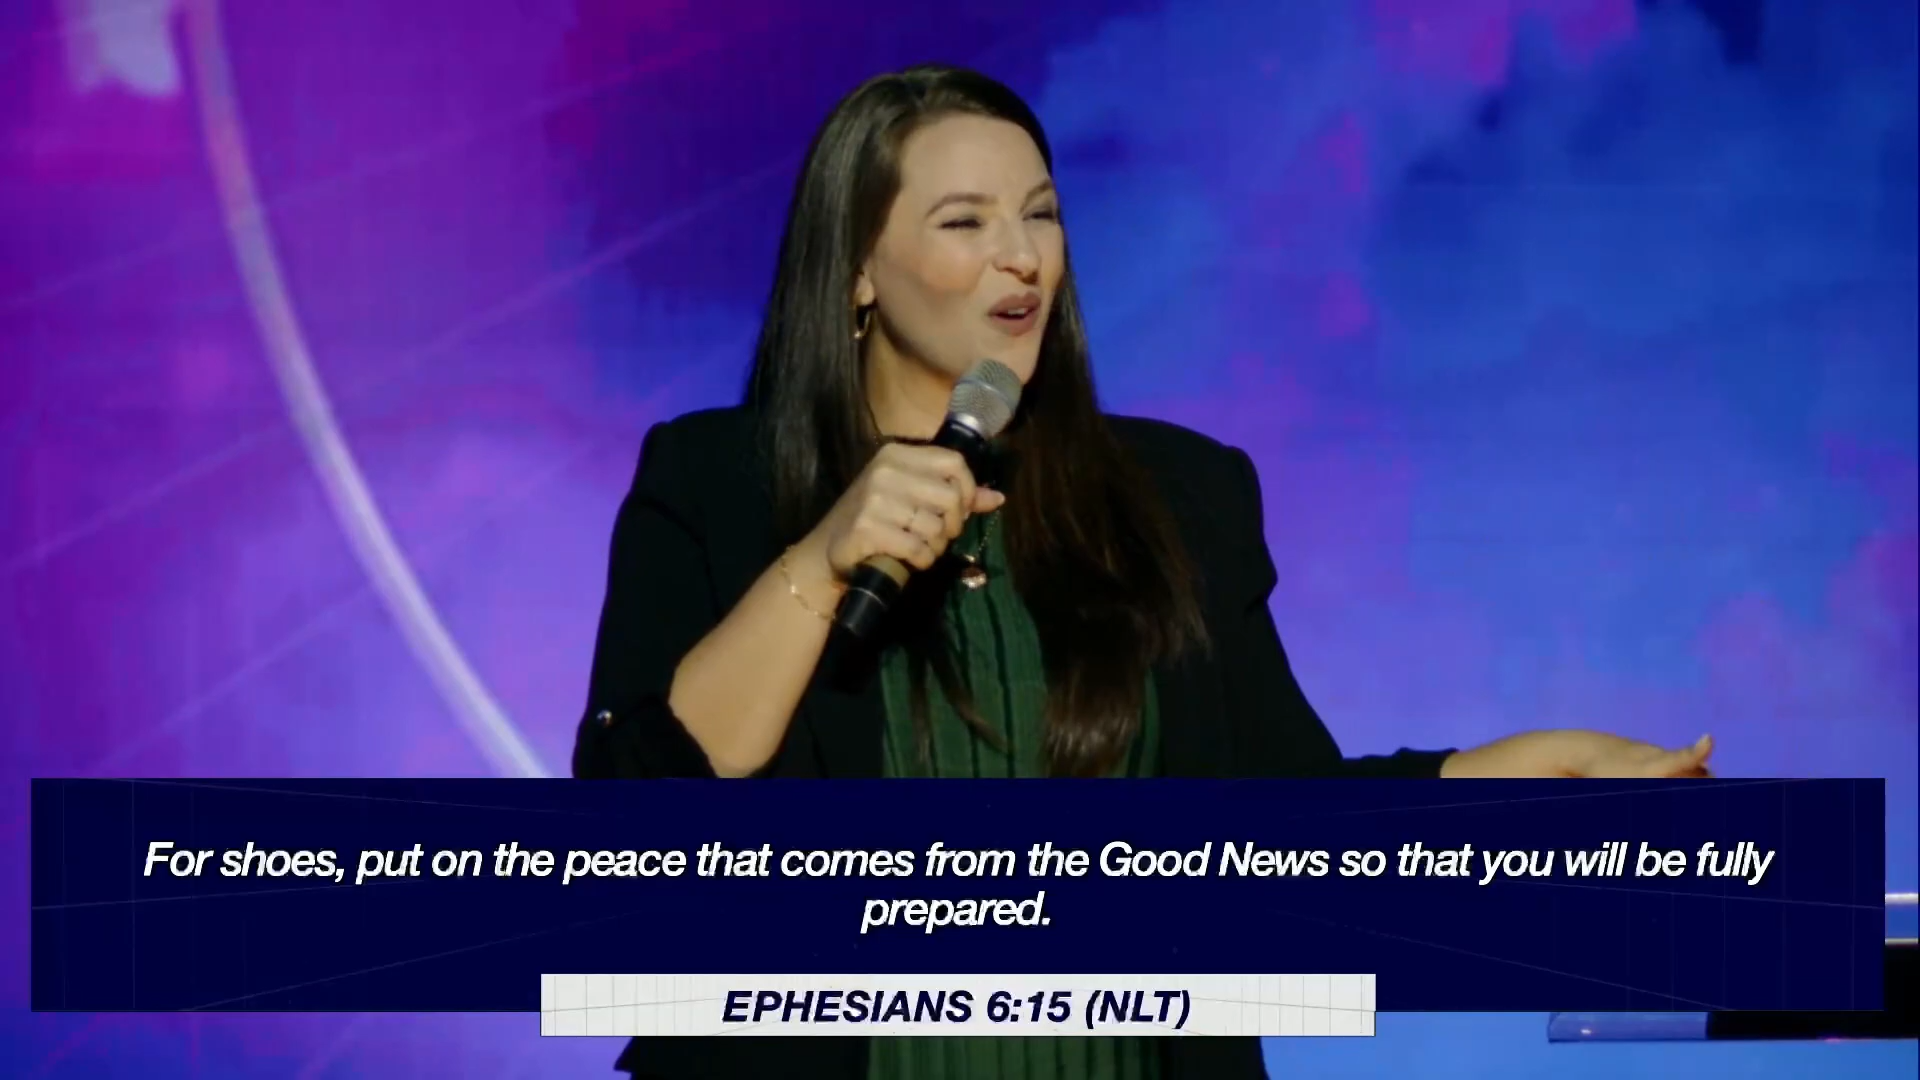 For shoes, put on the peace that comes from the Good News so that you will be fully
prepared.
EPHESIANS 6:15 (NLT)